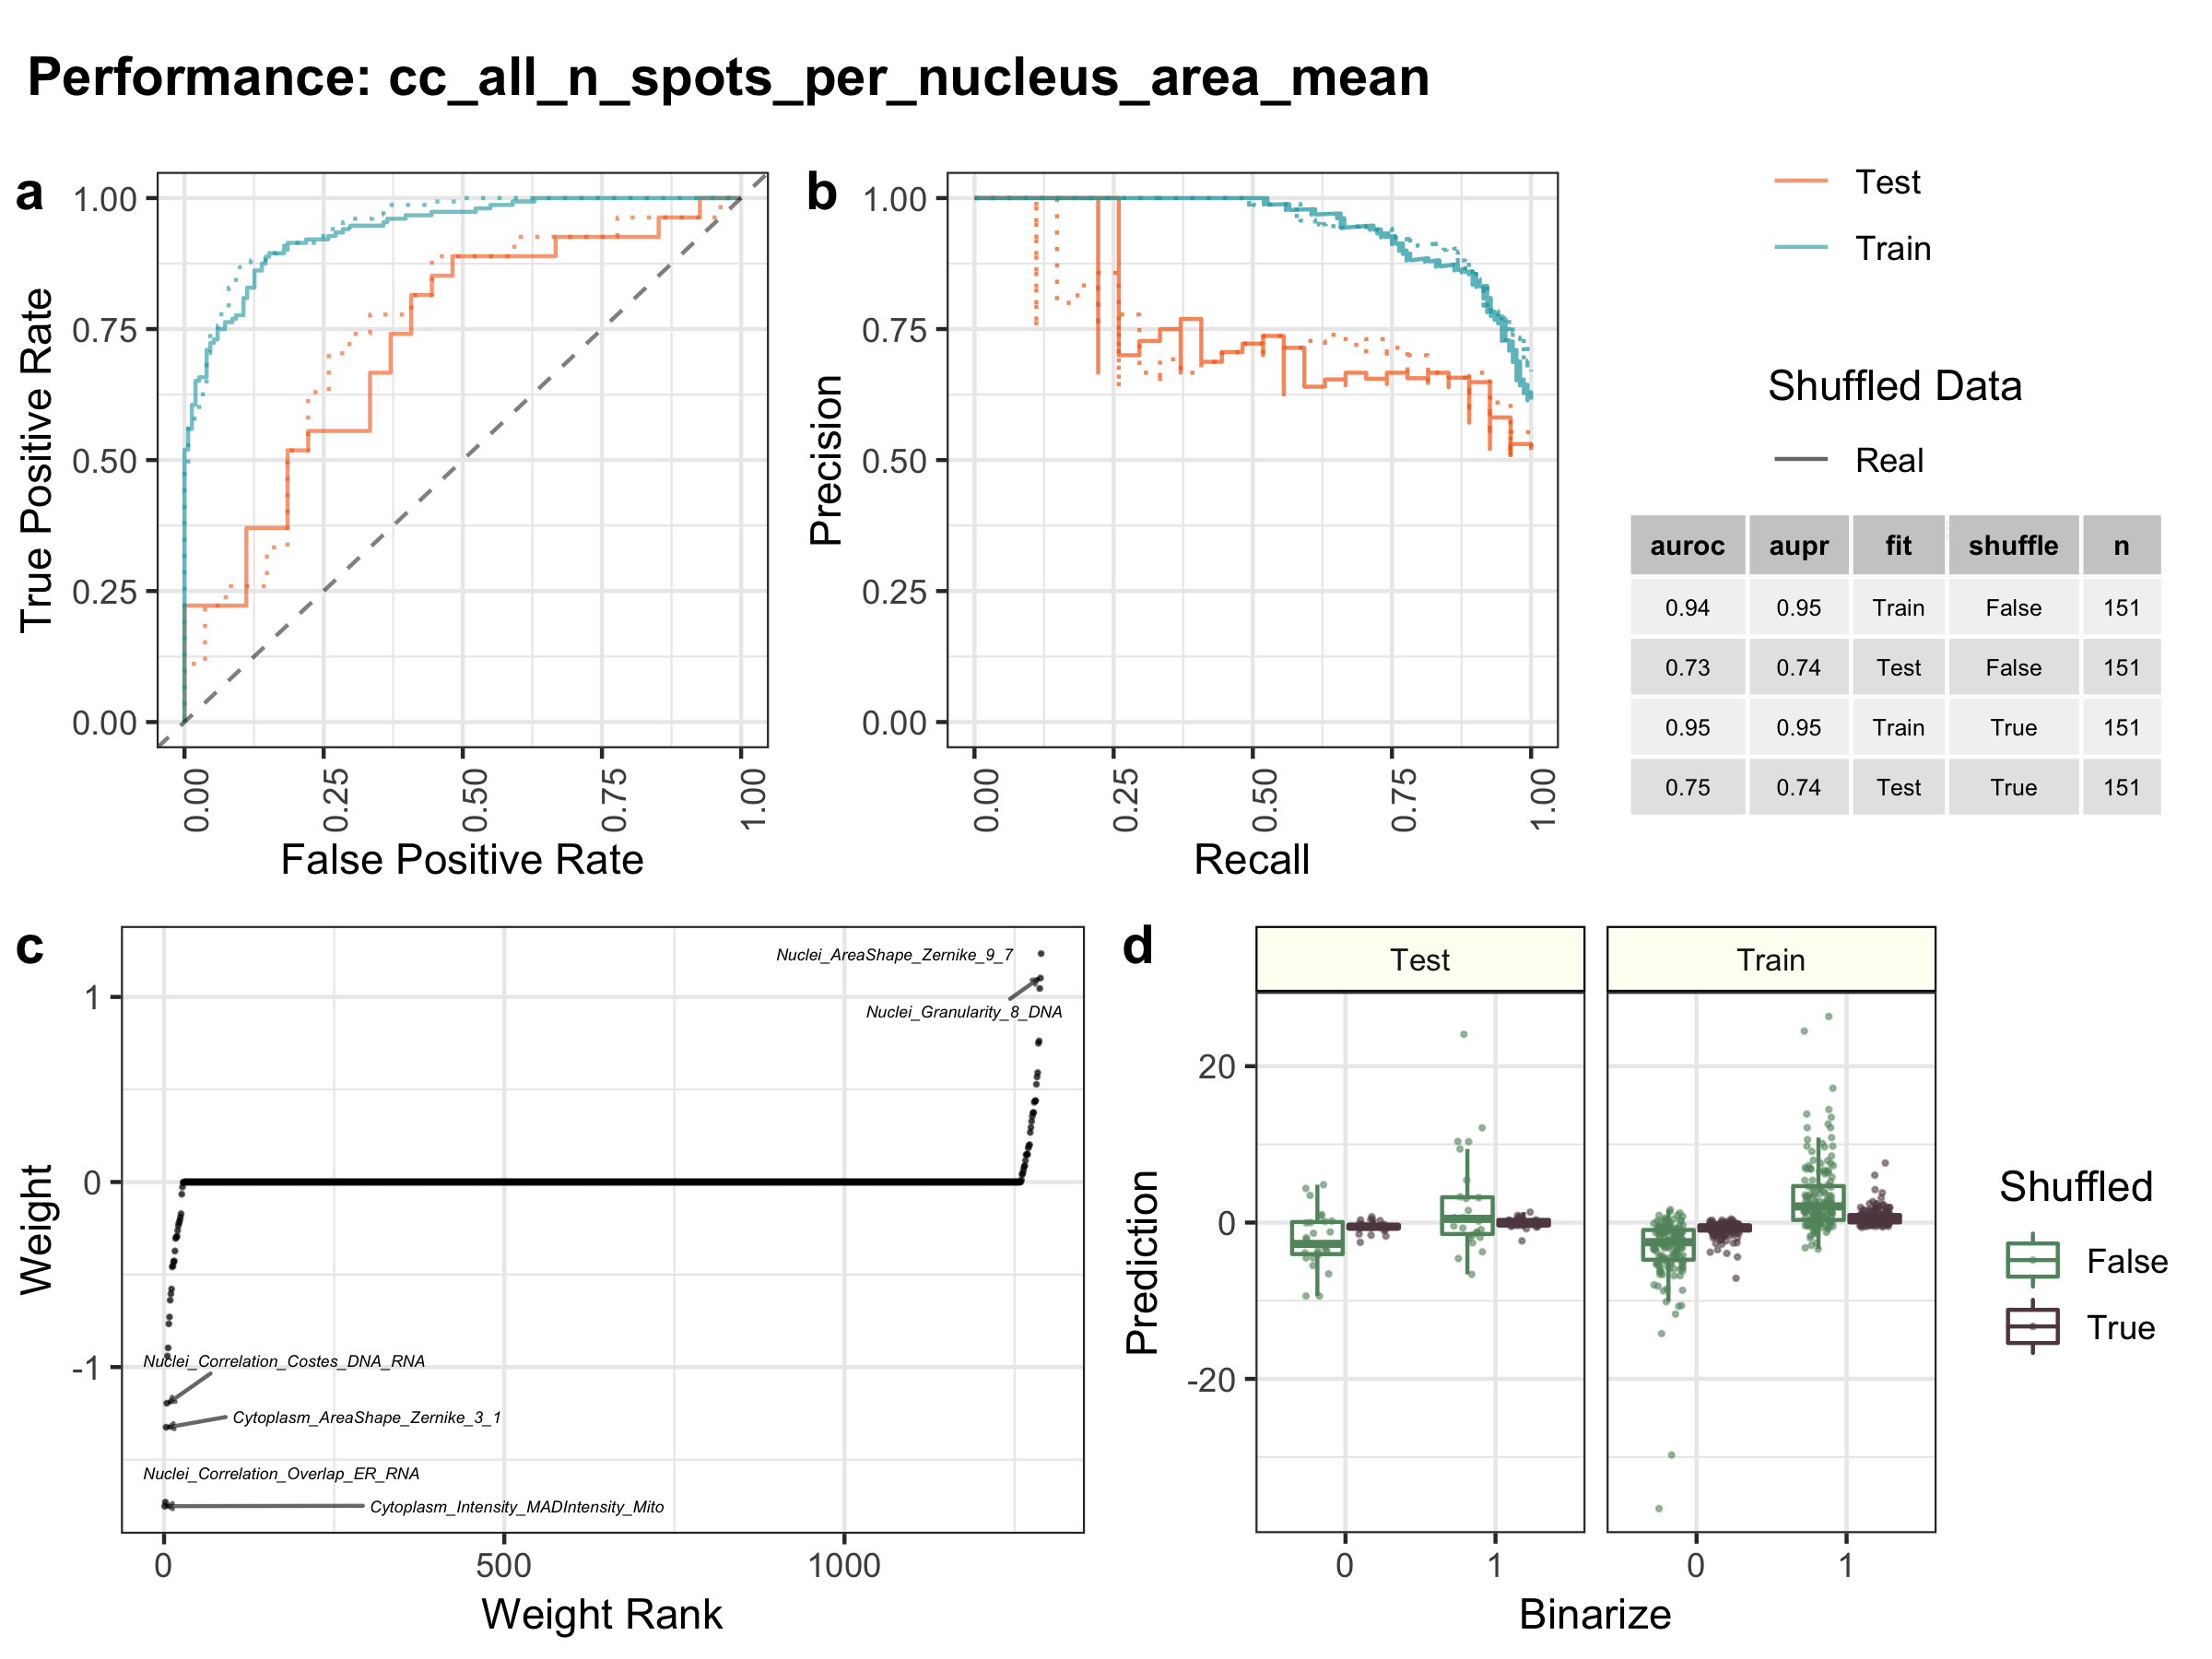 Performance: cc_all_n_spots_per_nucleus_area_mean
a
1.00
0.75
0.50
0.25
0.00
True Positive Rate
0.00
0.25
0.50
0.75
1.00
False Positive Rate
b
1.00
0.75
0.50
0.25
0.00
Precision
0.00
0.25
0.50
0.75
1.00
Recall
Test
Train
Shuffled Data
Real
auroc aupr fit shuffle n
0.94 0.95 Train False 151
0.73 0.74 Test False 151
0.95 0.95 Train True 151
0.75 0.74 Test True 151
c
1
0
-1
Weight
Nuclei_AreaShape_Zernike_9_7
Nuclei_Granularity_8_DNA
Nuclei_Correlation_Costes_DNA_RNA
Cytoplasm_AreaShape_Zernike_3_1
Nuclei_Correlation_Overlap_ER_RNA
Cytoplasm_Intensity_MADIntensity_Mito
0
500
1000
Weight Rank
d
Test
Train
20
0
-20
Prediction
0
1
0
1
Binarize
Shuffled
False
True